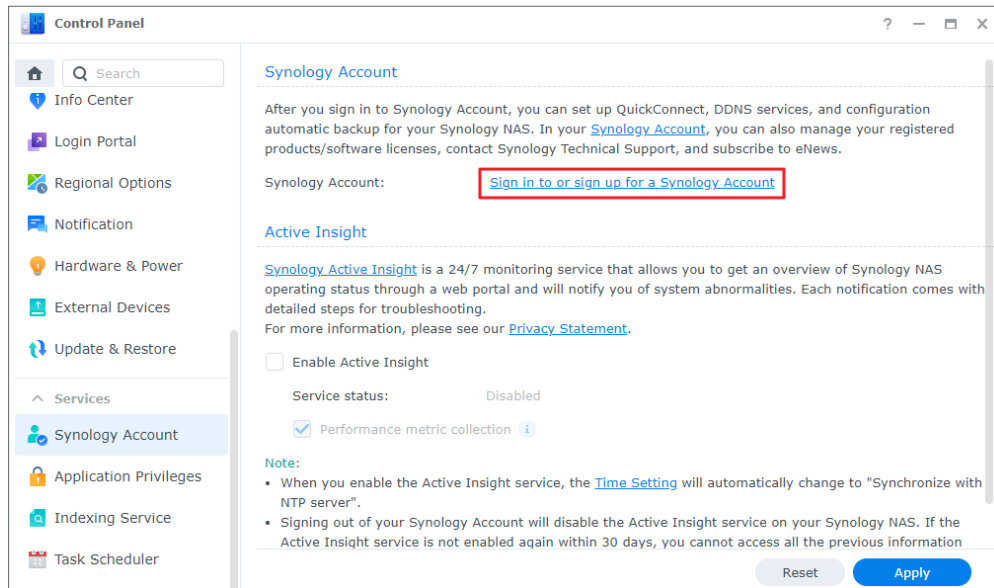 Control Panel
?
Search
Info Center
Login Portal
Regional Options
Notification
Hardware & Power
External Devices
Update & Restore
Services
Synology Account
Application Privileges
Indexing Service
Task Scheduler
Synology Account
After you sign in to Synology Account, you can set up QuickConnect, DDNS services, and configuration
automatic backup for your Synology NAS. In your Synology Account, you can also manage your registered
products/software licenses, contact Synology Technical Support, and subscribe to eNews.
Synology Account: Sign in to or sign up for a Synology Account
Active Insight
Synology Active Insight is a 24/7 monitoring service that allows you to get an overview of Synology NAS
operating status through a web portal and will notify you of system abnormalities. Each notification comes with
detailed steps for troubleshooting.
For more information, please see our Privacy Statement.
Enable Active Insight
Service status: Disabled
Performance metric collection i
Note:
• When you enable the Active Insight service, the Time Setting will automatically change to "Synchronize with
NTP server".
• Signing out of your Synology Account will disable the Active Insight service on your Synology NAS. If the
Active Insight service is not enabled again within 30 days, you cannot access all the previous information
Reset Apply